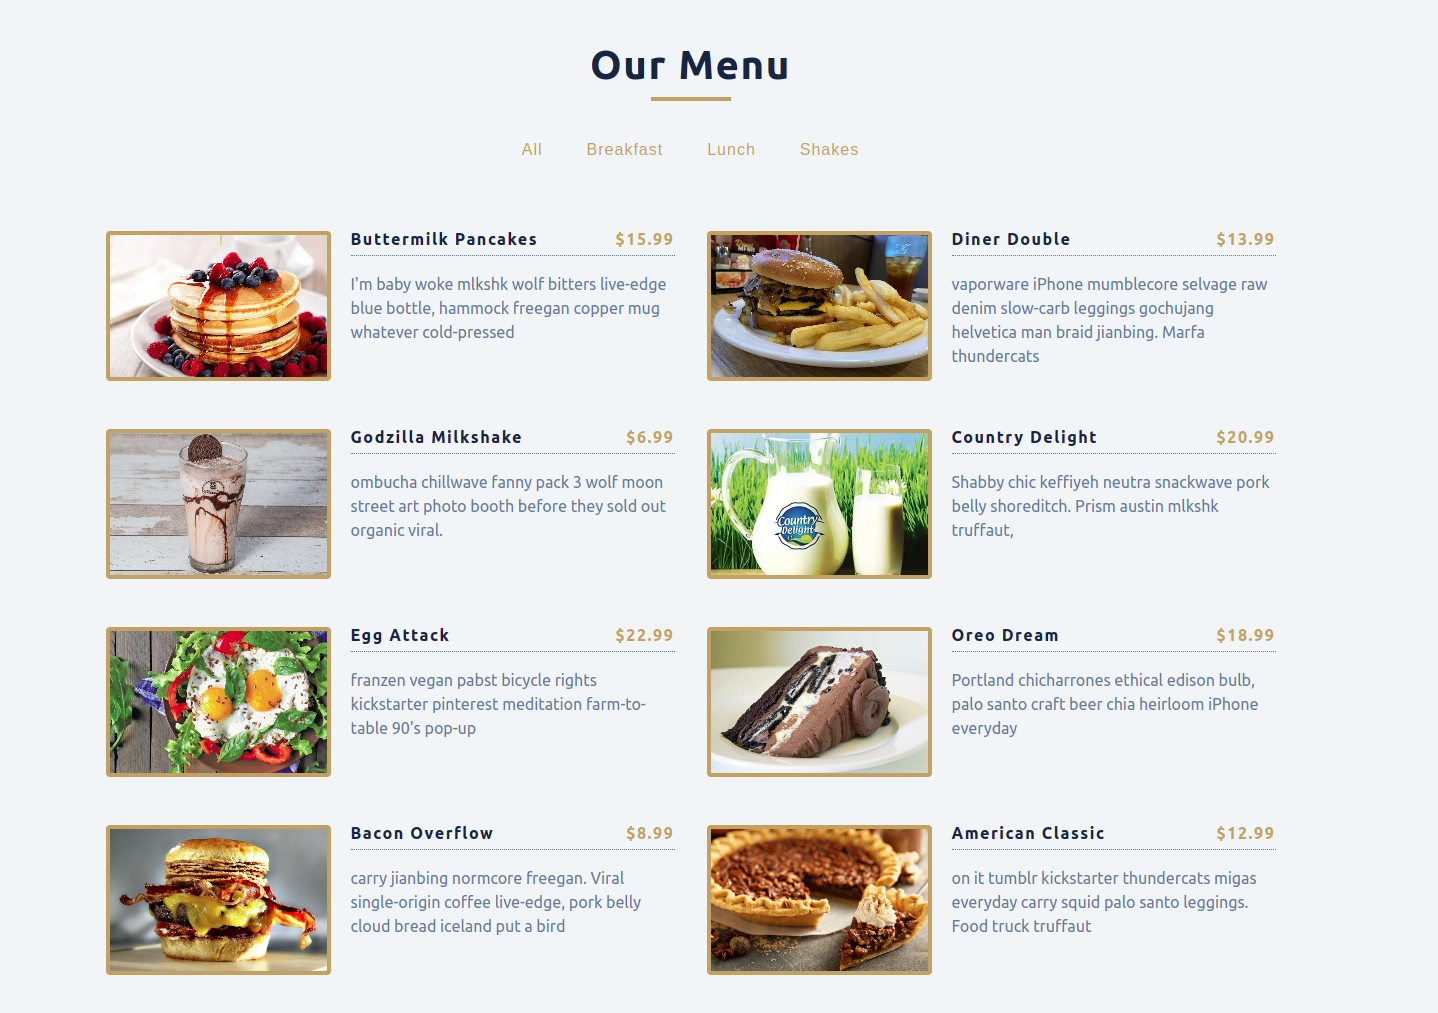 Our Menu
All
Breakfast
Lunch
Shakes
Buttermilk Pancakes
$15.99
I'm baby woke mlkshk wolf bitters live-edge
blue bottle, hammock freegan copper mug
whatever cold-pressed
Diner Double
$13.99
vaporware iPhone mumblecore selvage raw
denim slow-carb leggings gochujang
helvetica man braid jianbing. Marfa
thundercats
Godzilla Milkshake
$6.99
ombucha chillwave fanny pack 3 wolf moon
street art photo booth before they sold out
organic viral.
Country
Delight
Country Delight
$20.99
Shabby chic keffiyeh neutra snackwave pork
belly shoreditch. Prism austin mlkshk
truffaut,
Egg Attack
$22.99
franzen vegan pabst bicycle rights
kickstarter pinterest meditation farm-to-
table 90's pop-up
Oreo Dream
$18.99
Portland chicharrones ethical edison bulb,
palo santo craft beer chia heirloom iPhone
everyday
Bacon Overflow
$8.99
carry jianbing normcore freegan. Viral
single-origin coffee live-edge, pork belly
cloud bread iceland put a bird
American Classic
$12.99
on it tumblr kickstarter thundercats migas
everyday carry squid palo santo leggings.
Food truck truffaut